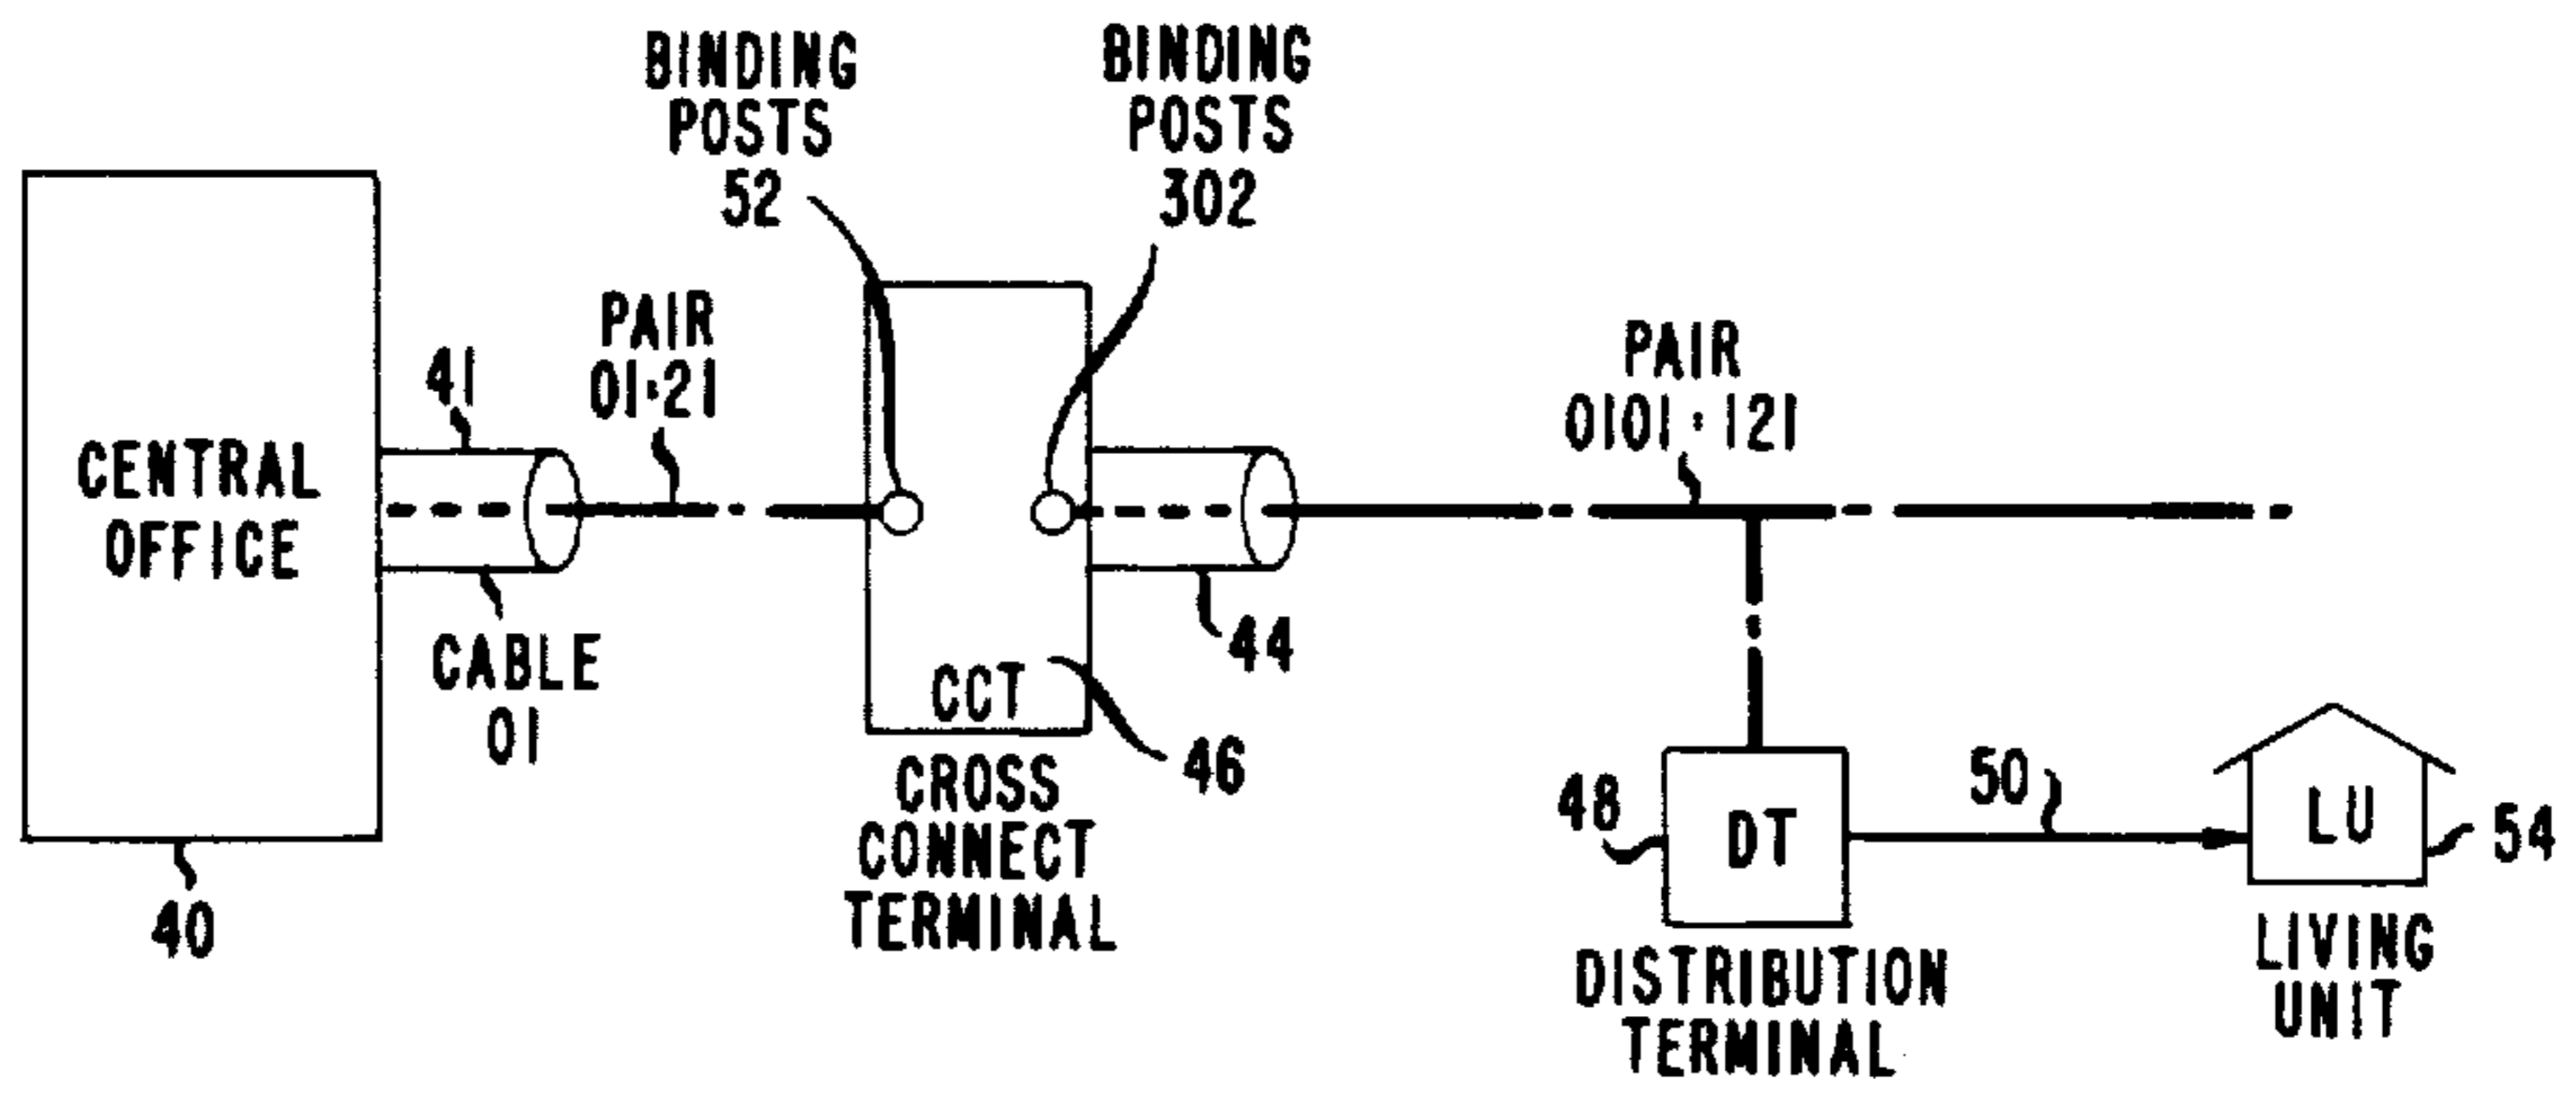 BINDING
POSTS
52
BINDING
POSTS
302
PAIR
01:21
41
CENTRAL
OFFICE
CABLE
01
40
PAIR
0101:121
44
CCT
46
CROSS
CONNECT
TERMINAL
48
DT
50
LU
54
DISTRIBUTION
TERMINAL
LIVING
UNIT